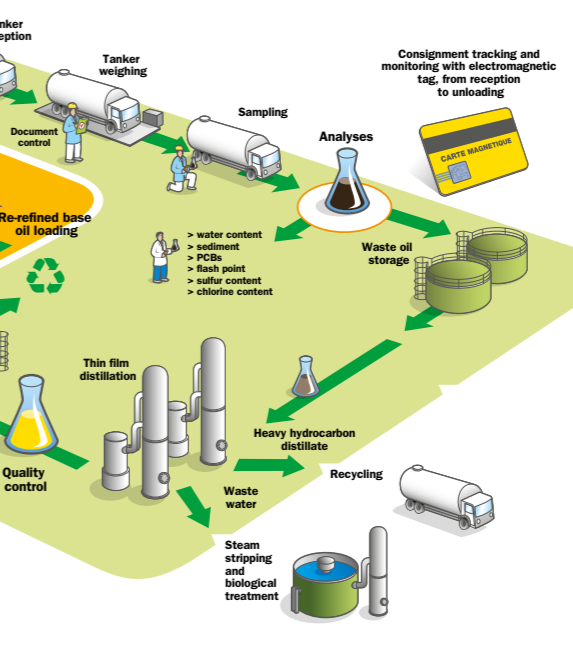 Tanker
weighing
Consignment tracking and
monitoring with electromagnetic
tag, from reception
to unloading
Document
control
Sampling
Analyses
CARTE MAGNETIQUE
Re-refined base
oil loading
> water content
> sediment
> PCBs
> flash point
> sulfur content
> chlorine content
Waste oil
storage
Thin film
distillation
Heavy hydrocarbon
distillate
Quality
control
Recycling
Waste
water
Steam
stripping
and
biological
treatment